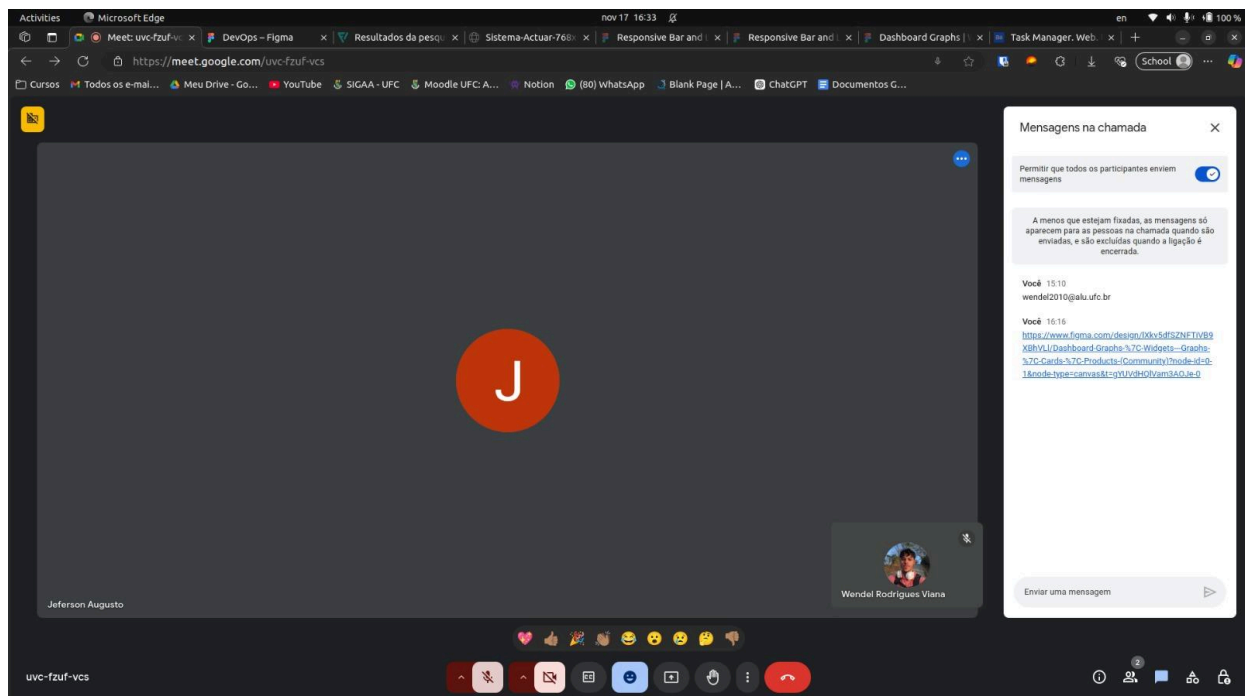 Activities
Microsoft Edge
nov 17 16:33
en
100 %
Meet: uvc-fzuf-vc
DevOps – Figma
Resultados da pesqu
Sistema-Actuar-768x
Responsive Bar and L
Responsive Bar and L
Dashboard Graphs |
Task Manager. Web.
https://meet.google.com/uvc-fzuf-vcs
School
Cursos
Todos os e-mai...
Meu Drive - Go...
YouTube
SIGAA - UFC
Moodle UFC: A...
Notion
(80) WhatsApp
Blank Page | A...
ChatGPT
Documentos G...
J
Jeferson Augusto
Wendel Rodrigues Viana
Mensagens na chamada
Permitir que todos os participantes enviem
mensagens
A menos que estejam fixadas, as mensagens só
aparecem para as pessoas na chamada quando são
enviadas, e são excluídas quando a ligação é
encerrada.
Você 15:10
wendel2010@alu.ufc.br
Você 16:16
https://www.figma.com/design/IXkv5dfSZNFTIVB9
XBhVLI/Dashboard-Graphs-%7C-Widgets---Graphs-
%7C-Cards-%7C-Products-(Community)?node-id=0-
1&node-type=canvas&t=gYUVdHQlVam3AOJe-0
Enviar uma mensagem
uvc-fzuf-vcs
2